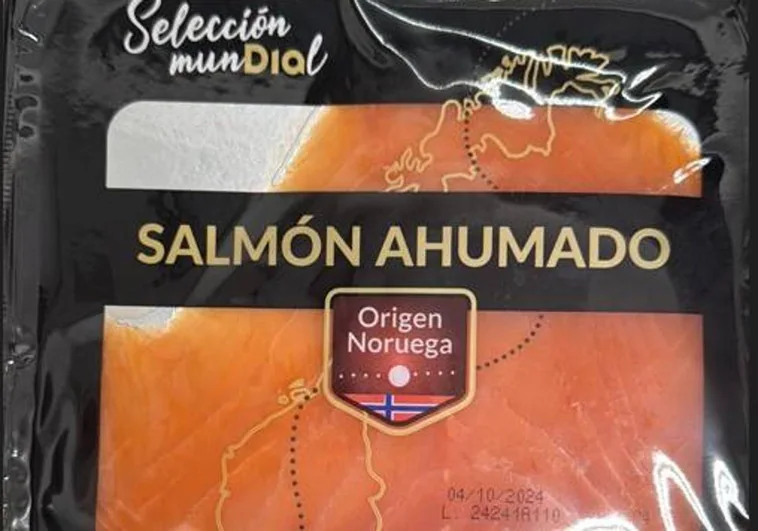 Selección
munDIal
SALMÓN AHUMADO
Origen
Noruega
04/10/2024